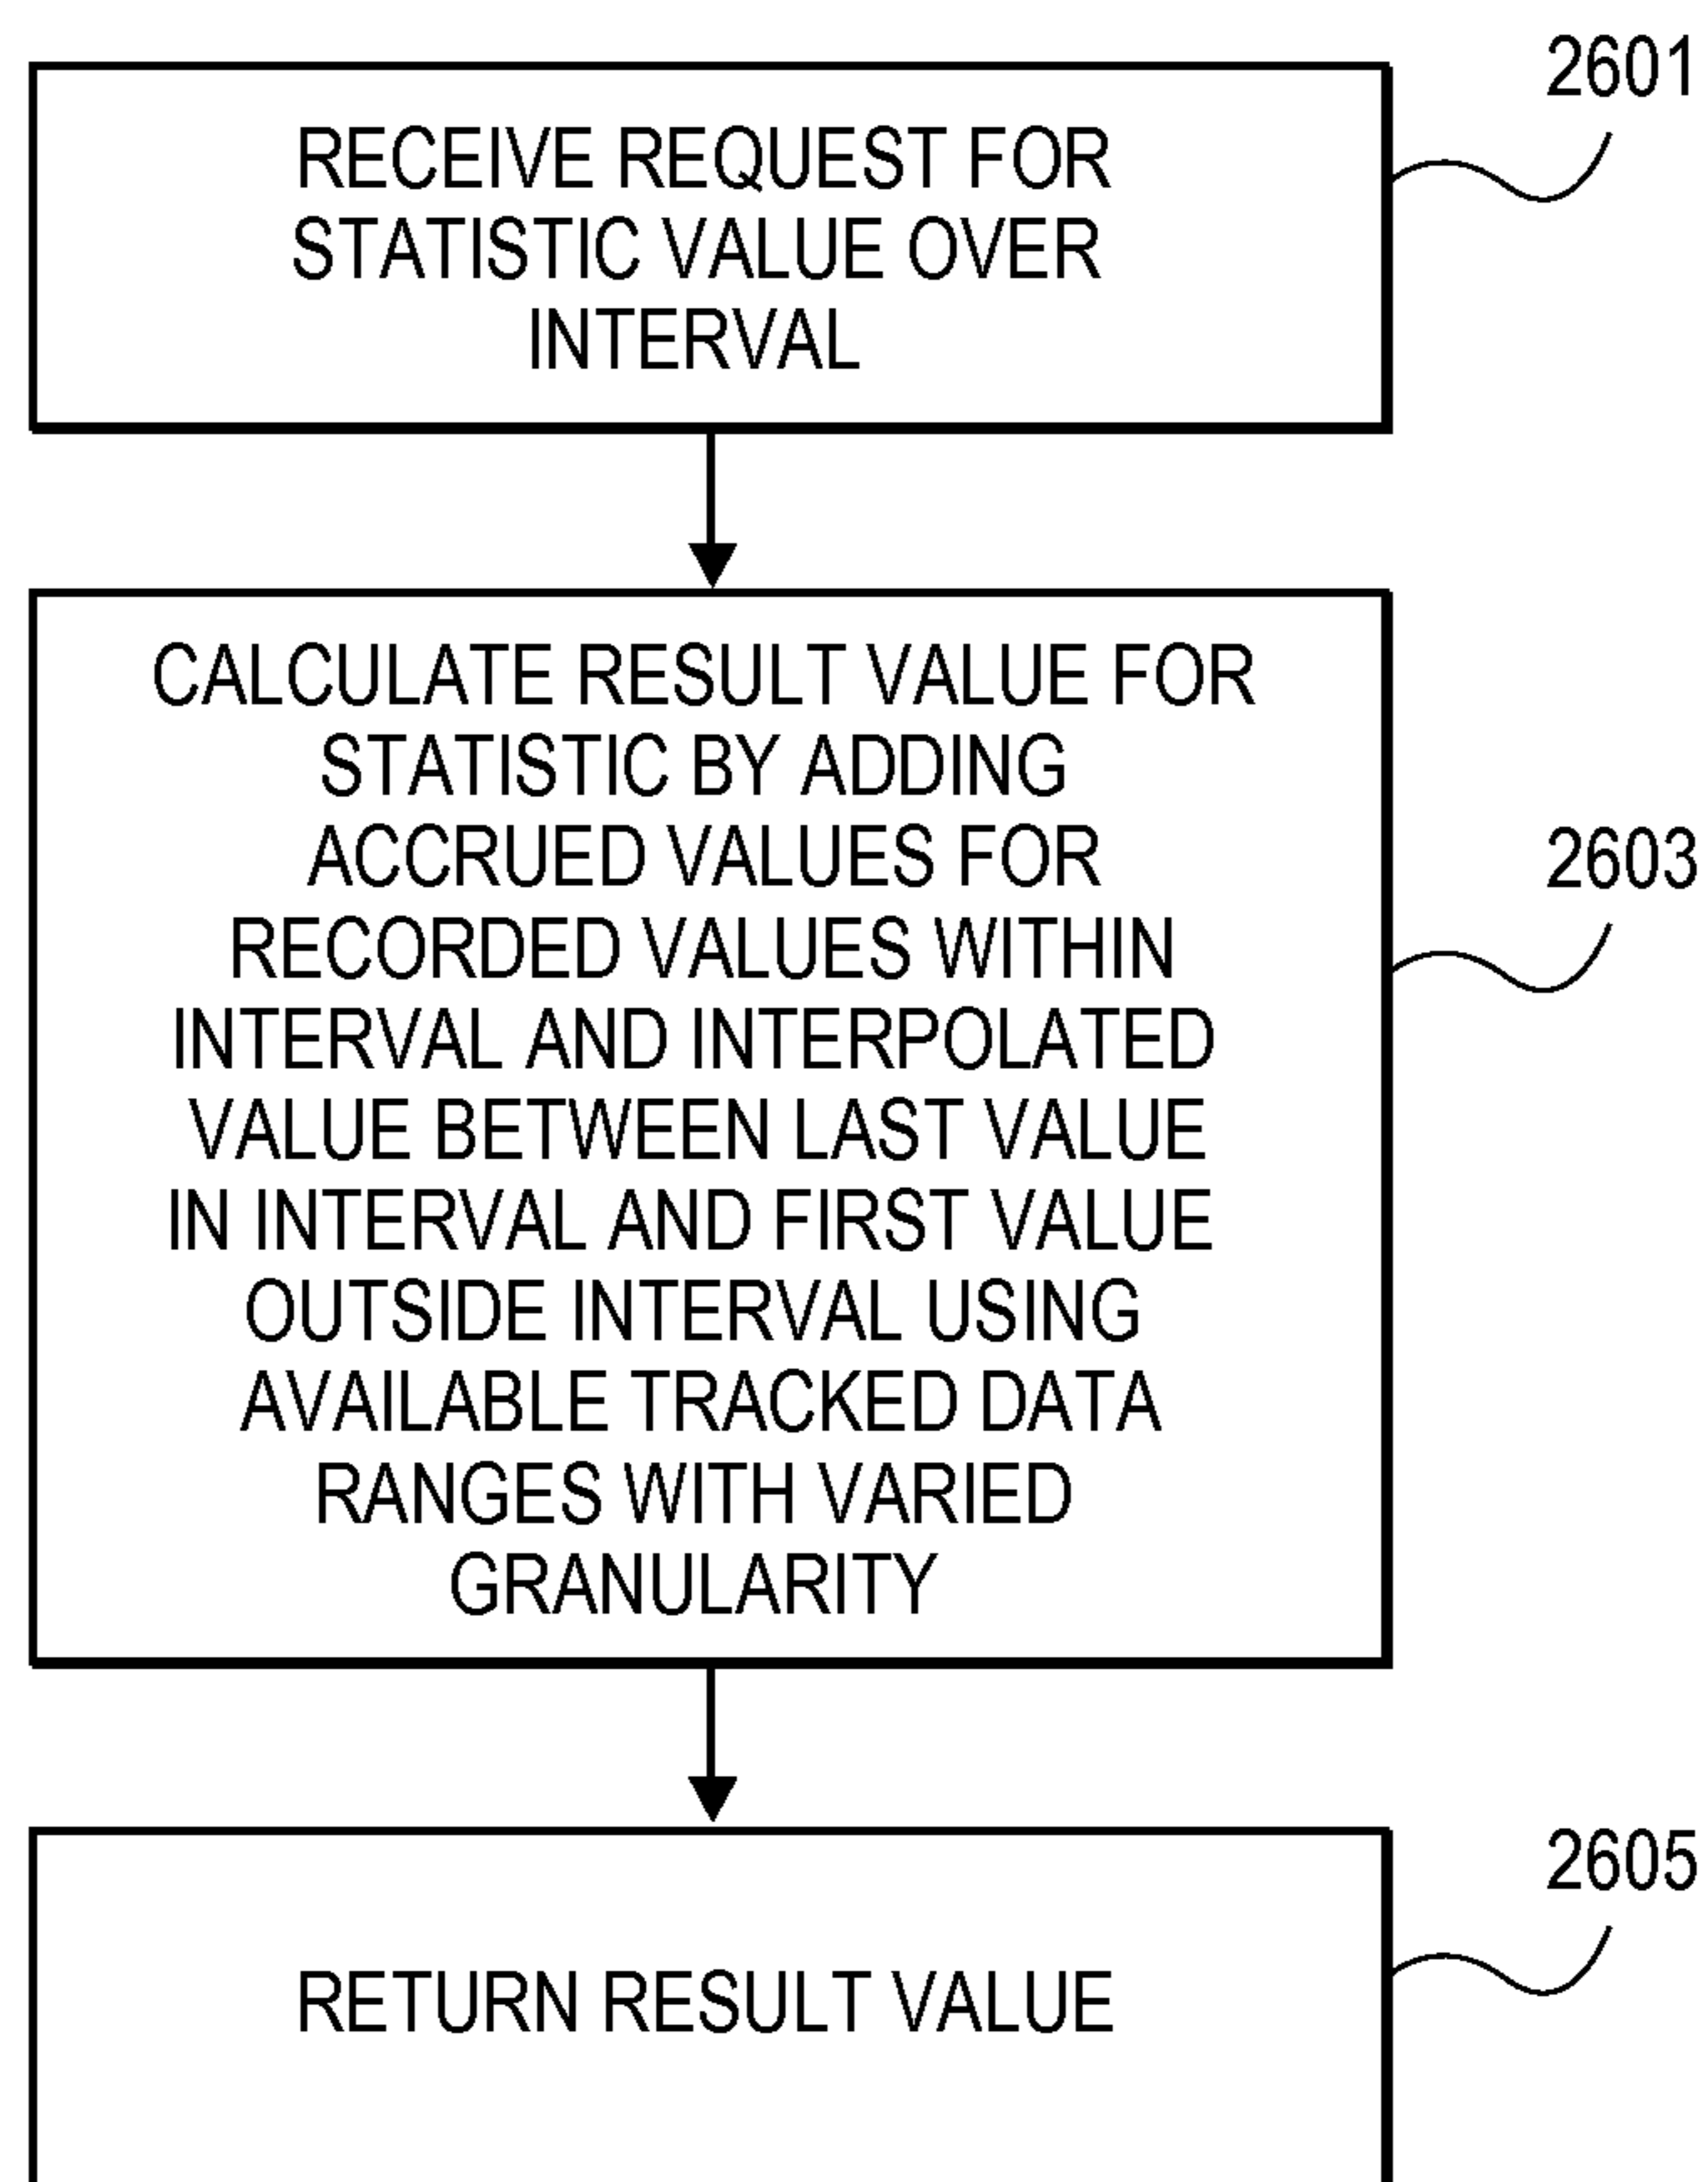 2601
RECEIVE REQUEST FOR
STATISTIC VALUE OVER
INTERVAL
CALCULATE RESULT VALUE FOR
STATISTIC BY ADDING
ACCRUED VALUES FOR
RECORDED VALUES WITHIN
INTERVAL AND INTERPOLATED
VALUE BETWEEN LAST VALUE
IN INTERVAL AND FIRST VALUE
OUTSIDE INTERVAL USING
AVAILABLE TRACKED DATA
RANGES WITH VARIED
GRANULARITY
2603
2605
RETURN RESULT VALUE